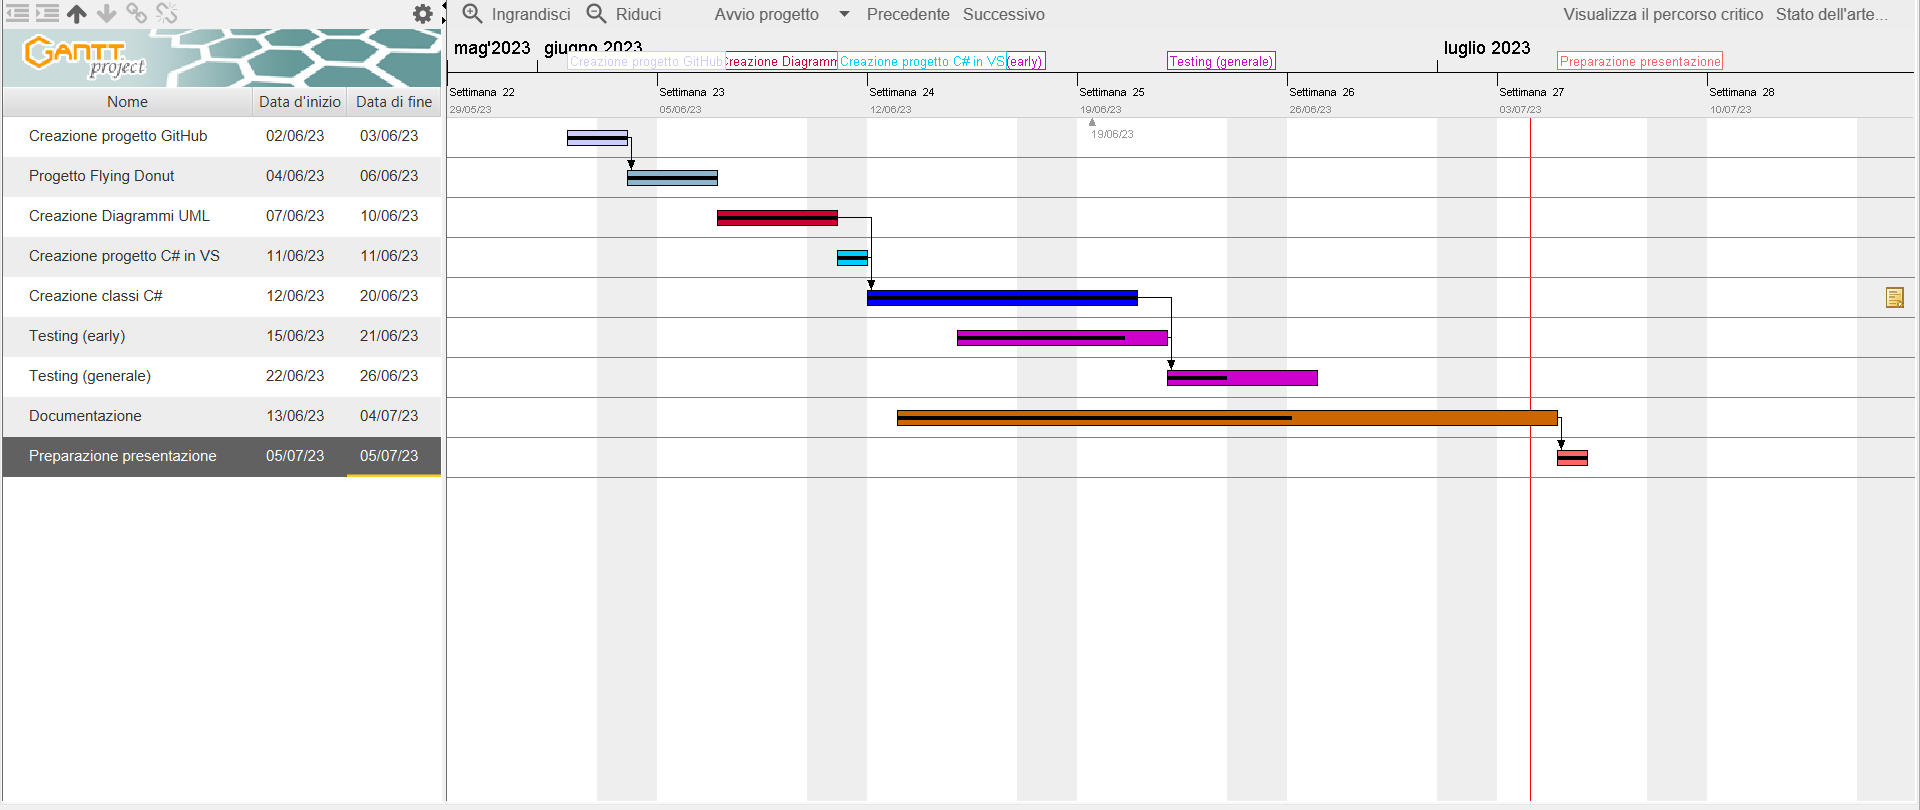 Ingrandisci Riduci Avvio progetto Precedente Successivo Visualizza il percorso critico Stato dell'arte...
GANTT project
mag'2023 giugno 2023 luglio 2023
Creazione progetto GitHub Creazione Diagramm Creazione progetto C# in VS (early) Testing (generale) Preparazione presentazione
Nome Data d'inizio Data di fine
Settimana 22 Settimana 23 Settimana 24 Settimana 25 Settimana 26 Settimana 27 Settimana 28
29/05/23 05/06/23 12/06/23 19/06/23 26/06/23 03/07/23 10/07/23
19/06/23
Creazione progetto GitHub 02/06/23 03/06/23
Progetto Flying Donut 04/06/23 06/06/23
Creazione Diagrammi UML 07/06/23 10/06/23
Creazione progetto C# in VS 11/06/23 11/06/23
Creazione classi C# 12/06/23 20/06/23
Testing (early) 15/06/23 21/06/23
Testing (generale) 22/06/23 26/06/23
Documentazione 13/06/23 04/07/23
Preparazione presentazione 05/07/23 05/07/23